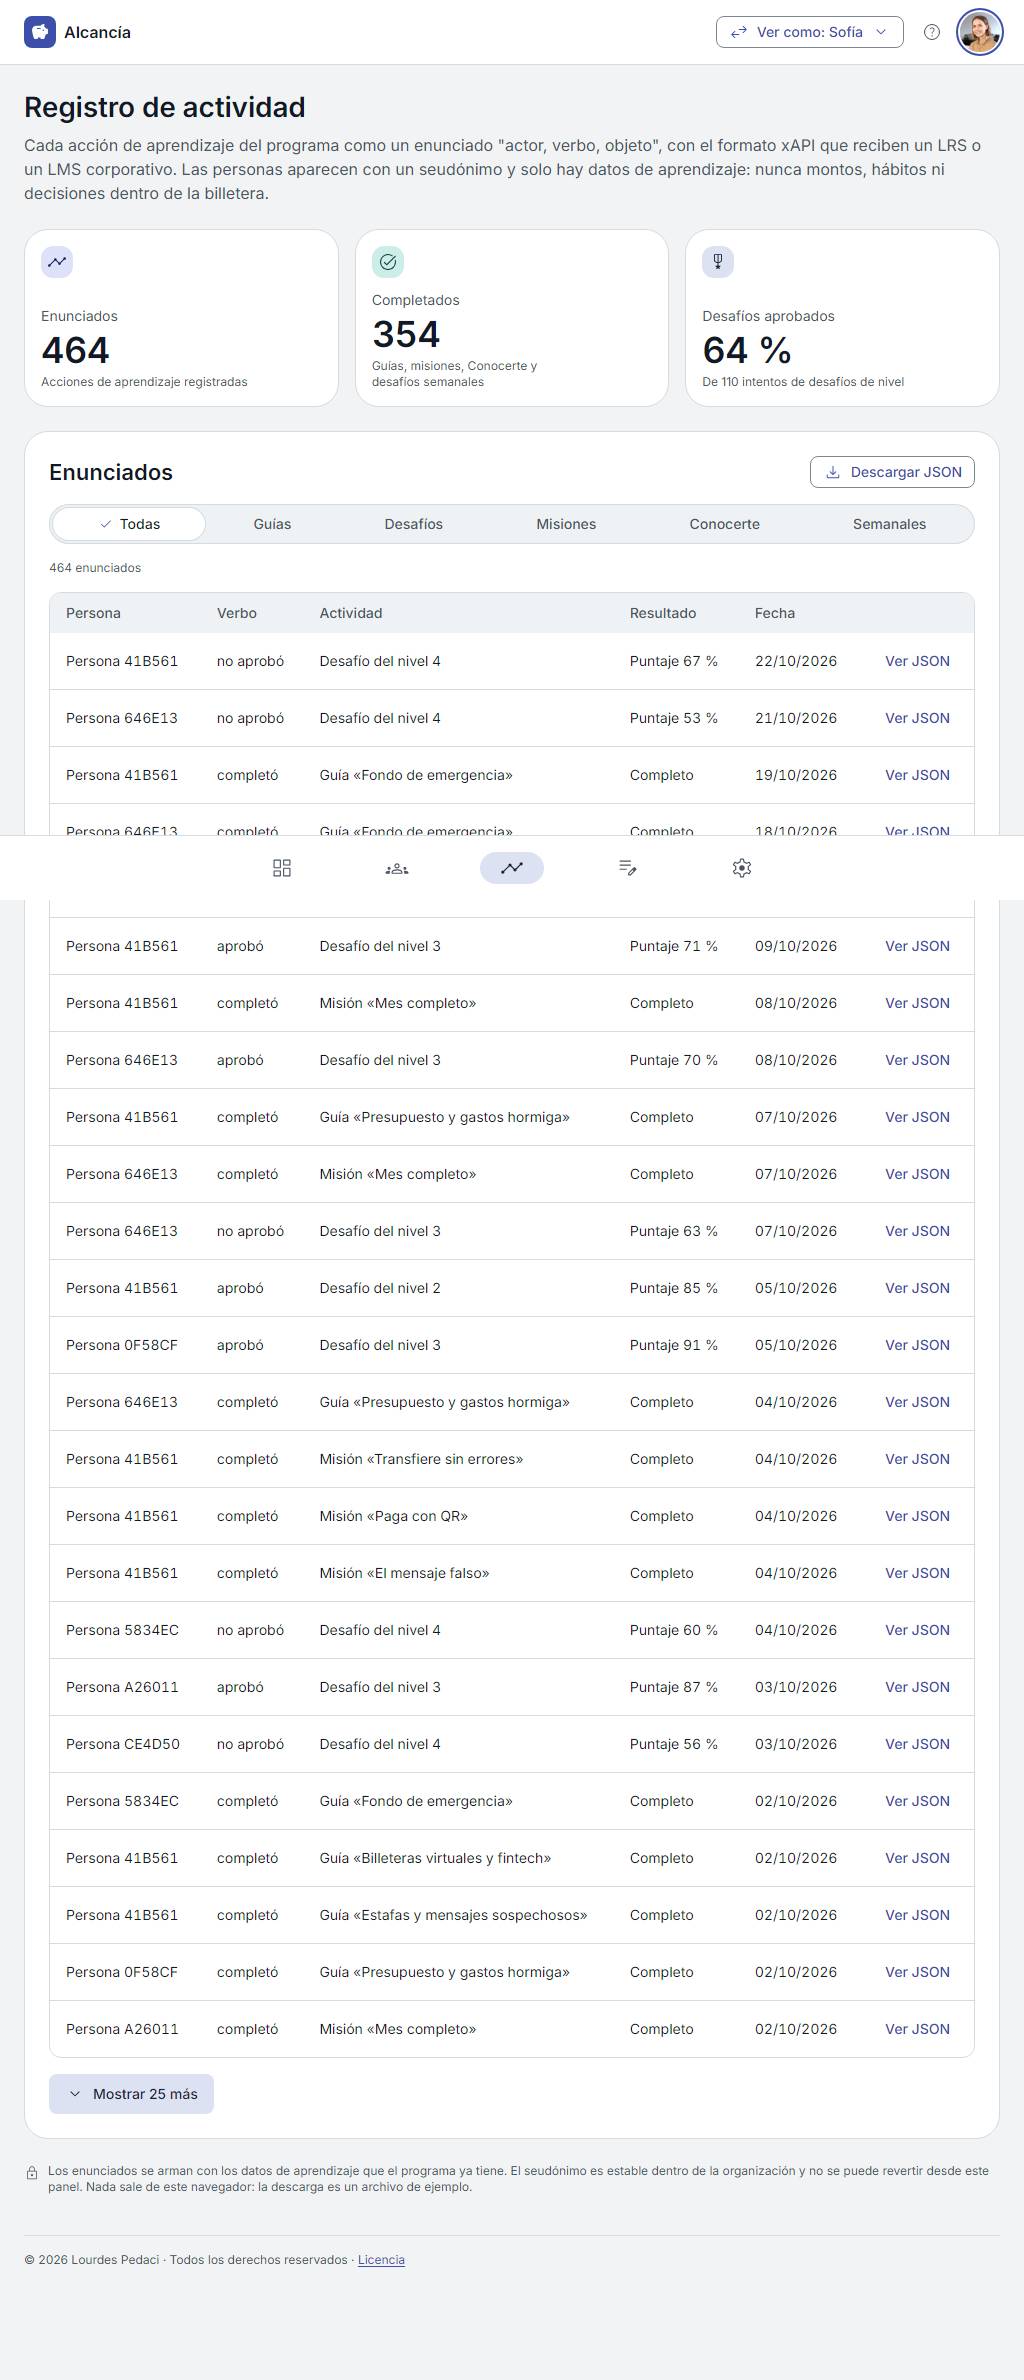 Alcancía
Ver como: Sofía
Registro de actividad
Cada acción de aprendizaje del programa como un enunciado "actor, verbo, objeto", con el formato xAPI que reciben un LRS o
un LMS corporativo. Las personas aparecen con un seudónimo y solo hay datos de aprendizaje: nunca montos, hábitos ni
decisiones dentro de la billetera.
Enunciados
464
Acciones de aprendizaje registradas
Completados
354
Guías, misiones, Conocerte y
desafíos semanales
Desafíos aprobados
64 %
De 110 intentos de desafíos de nivel
Enunciados
Descargar JSON
Todas Guías Desafíos Misiones Conocerte Semanales
464 enunciados
Persona Verbo Actividad Resultado Fecha
Persona 41B561 no aprobó Desafío del nivel 4 Puntaje 67 % 22/10/2026 Ver JSON
Persona 646E13 no aprobó Desafío del nivel 4 Puntaje 53 % 21/10/2026 Ver JSON
Persona 41B561 completó Guía «Fondo de emergencia» Completo 19/10/2026 Ver JSON
Persona 646E13 completó Guía «Fondo de emergencia» Completo 18/10/2026 Ver JSON
Persona 41B561 aprobó Desafío del nivel 3 Puntaje 71 % 09/10/2026 Ver JSON
Persona 41B561 completó Misión «Mes completo» Completo 08/10/2026 Ver JSON
Persona 646E13 aprobó Desafío del nivel 3 Puntaje 70 % 08/10/2026 Ver JSON
Persona 41B561 completó Guía «Presupuesto y gastos hormiga» Completo 07/10/2026 Ver JSON
Persona 646E13 completó Misión «Mes completo» Completo 07/10/2026 Ver JSON
Persona 646E13 no aprobó Desafío del nivel 3 Puntaje 63 % 07/10/2026 Ver JSON
Persona 41B561 aprobó Desafío del nivel 2 Puntaje 85 % 05/10/2026 Ver JSON
Persona 0F58CF aprobó Desafío del nivel 3 Puntaje 91 % 05/10/2026 Ver JSON
Persona 646E13 completó Guía «Presupuesto y gastos hormiga» Completo 04/10/2026 Ver JSON
Persona 41B561 completó Misión «Transfiere sin errores» Completo 04/10/2026 Ver JSON
Persona 41B561 completó Misión «Paga con QR» Completo 04/10/2026 Ver JSON
Persona 41B561 completó Misión «El mensaje falso» Completo 04/10/2026 Ver JSON
Persona 5834EC no aprobó Desafío del nivel 4 Puntaje 60 % 04/10/2026 Ver JSON
Persona A26011 aprobó Desafío del nivel 3 Puntaje 87 % 03/10/2026 Ver JSON
Persona CE4D50 no aprobó Desafío del nivel 4 Puntaje 56 % 03/10/2026 Ver JSON
Persona 5834EC completó Guía «Fondo de emergencia» Completo 02/10/2026 Ver JSON
Persona 41B561 completó Guía «Billeteras virtuales y fintech» Completo 02/10/2026 Ver JSON
Persona 41B561 completó Guía «Estafas y mensajes sospechosos» Completo 02/10/2026 Ver JSON
Persona 0F58CF completó Guía «Presupuesto y gastos hormiga» Completo 02/10/2026 Ver JSON
Persona A26011 completó Misión «Mes completo» Completo 02/10/2026 Ver JSON
Mostrar 25 más
Los enunciados se arman con los datos de aprendizaje que el programa ya tiene. El seudónimo es estable dentro de la organización y no se puede revertir desde este
panel. Nada sale de este navegador: la descarga es un archivo de ejemplo.
© 2026 Lourdes Pedaci · Todos los derechos reservados · Licencia